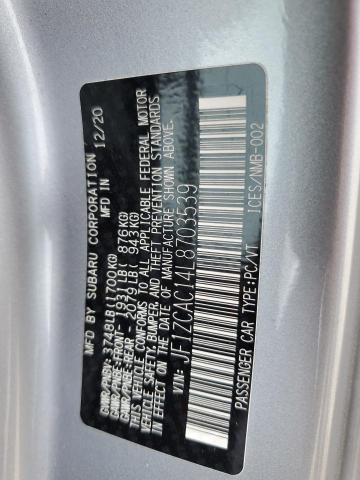 MFD BY SUBARU CORPORATION 12/20
MFD IN
GVWR/PNBV: 3748LB (1700KG)
GAWR/PNBE:FRONT- 1937LB ( 876KG)
GAWR/PNBE:REAR - 2079LB ( 943KG)
THIS VEHICLE CONFORMS TO ALL APPLICABLE FEDERAL MOTOR
VEHICLE SAFETY, BUMPER, AND THEFT PREVENTION STANDARDS
IN EFFECT ON THE DATE OF MANUFACTURE SHOWN ABOVE.
VIN: JF1ZCAC14L8703539
PASSENGER CAR TYPE:PC/VT ICES/NMB-002